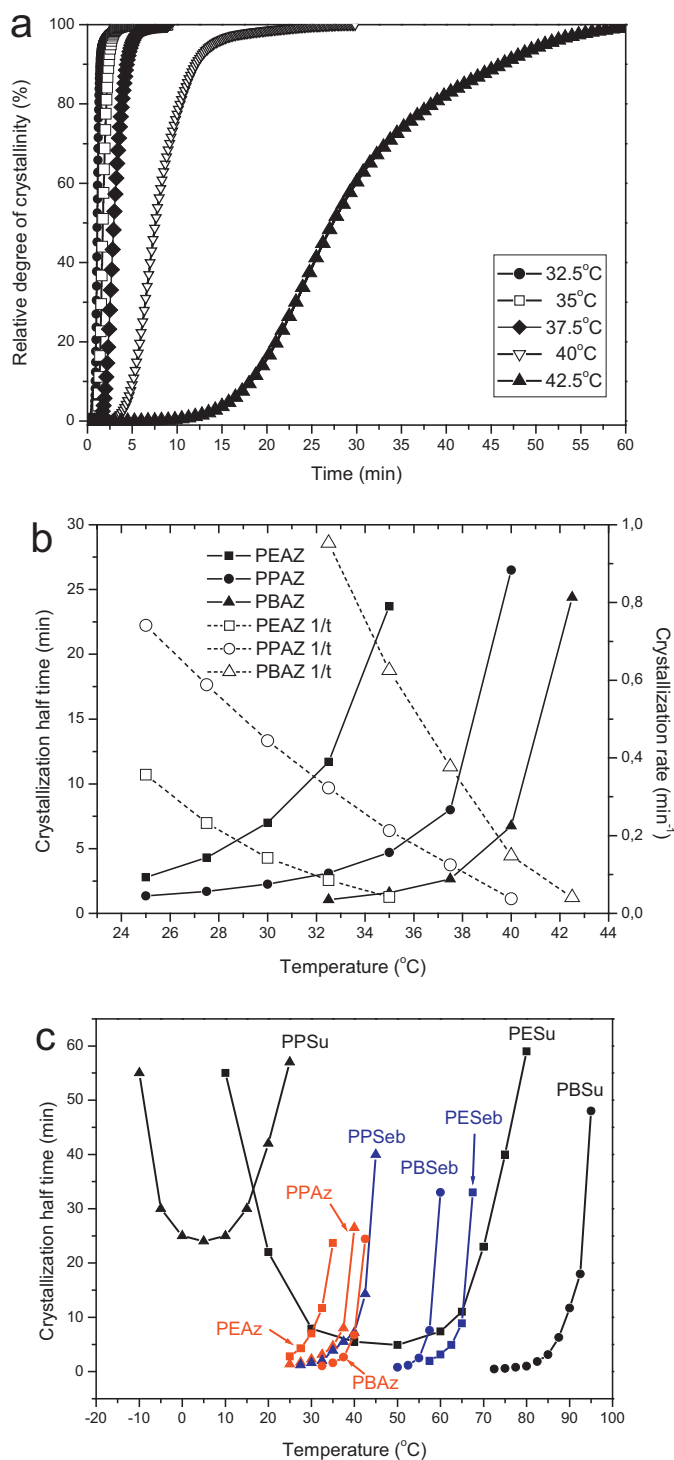 a
100
80
60
40
20
0
Relative degree of crystallinity (%)
32.5°C
35°C
37.5°C
40°C
42.5°C
0 5 10 15 20 25 30 35 40 45 50 55 60
Time (min)
b
30
25
20
15
10
5
0
Crystallization half time (min)
PEAZ
PPAZ
PBAZ
PEAZ 1/t
PPAZ 1/t
PBAZ 1/t
1,0
0,8
0,6
0,4
0,2
0,0
Crystallization rate (min⁻¹)
24 26 28 30 32 34 36 38 40 42 44
Temperature (°C)
c
60
50
40
30
20
10
0
Crystallization half time (min)
PPSu
PESu
PBSu
PESeb
PPSeb
PBSeb
PPAz
PEAz
PBAz
-20 -10 0 10 20 30 40 50 60 70 80 90 100
Temperature (°C)